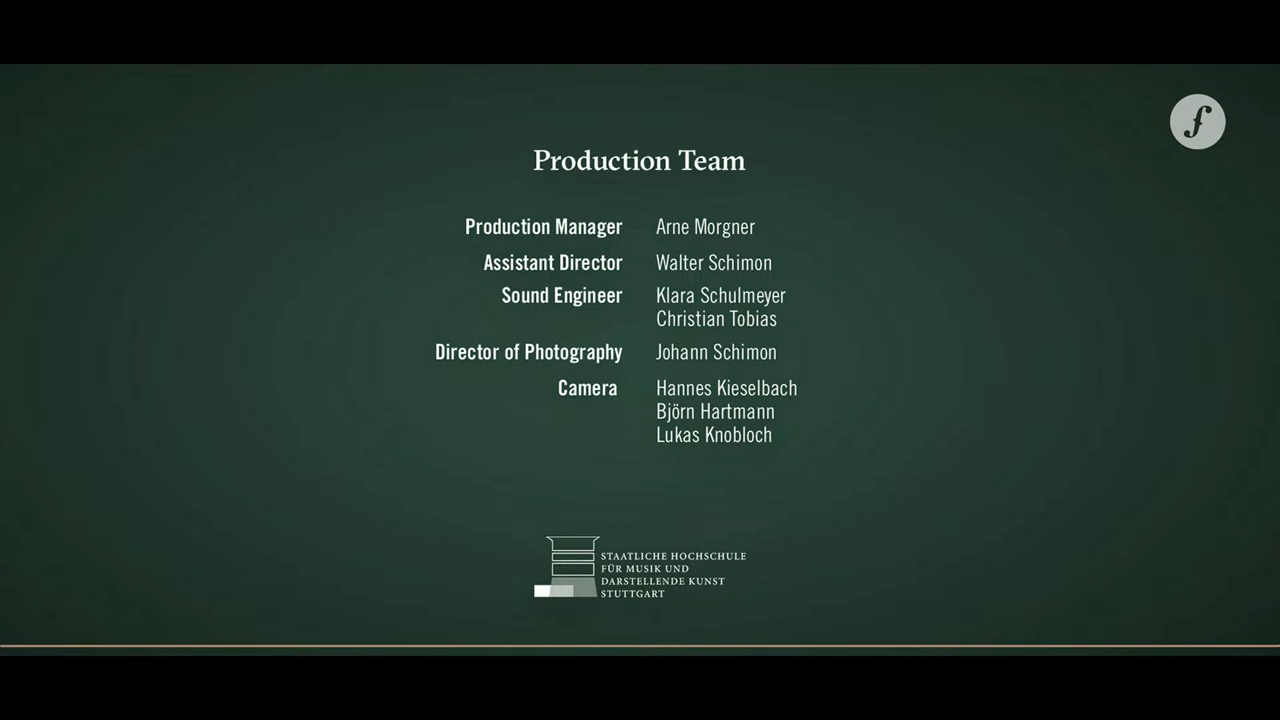 f
Production Team
Production Manager Arne Morgner
Assistant Director Walter Schimon
Sound Engineer Klara Schulmeyer
Christian Tobias
Director of Photography Johann Schimon
Camera Hannes Kieselbach
Björn Hartmann
Lukas Knobloch
STAATLICHE HOCHSCHULE
FÜR MUSIK UND
DARSTELLENDE KUNST
STUTTGART